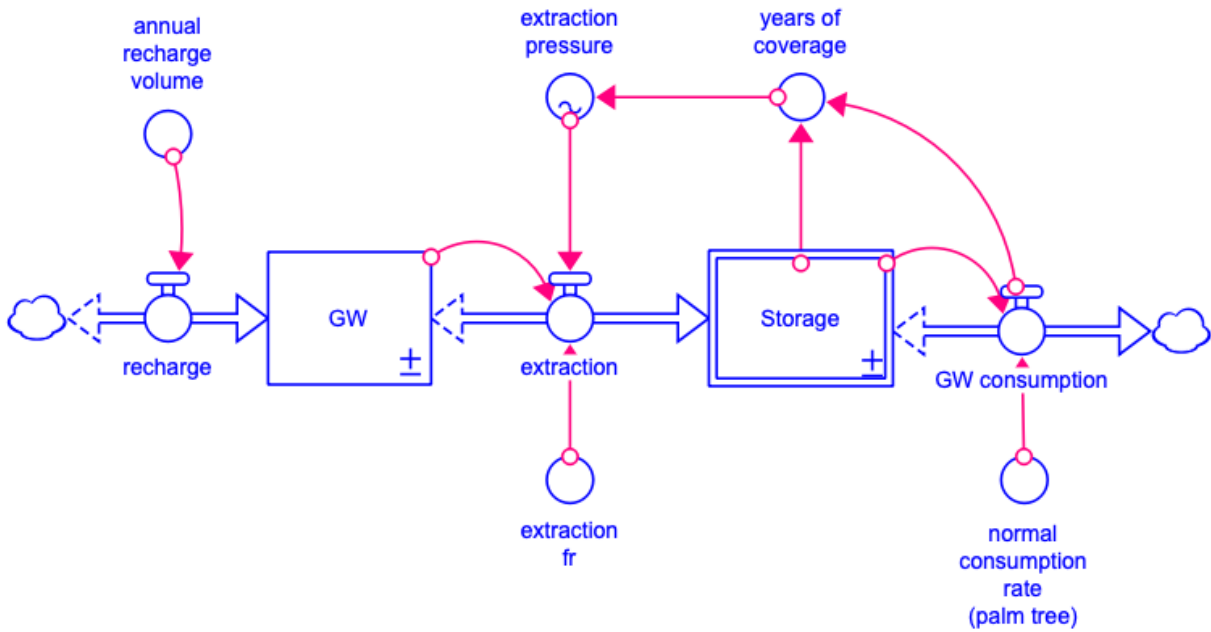 annual
recharge
volume
extraction
pressure
years of
coverage
GW
Storage
recharge
extraction
GW consumption
extraction
fr
normal
consumption
rate
(palm tree)